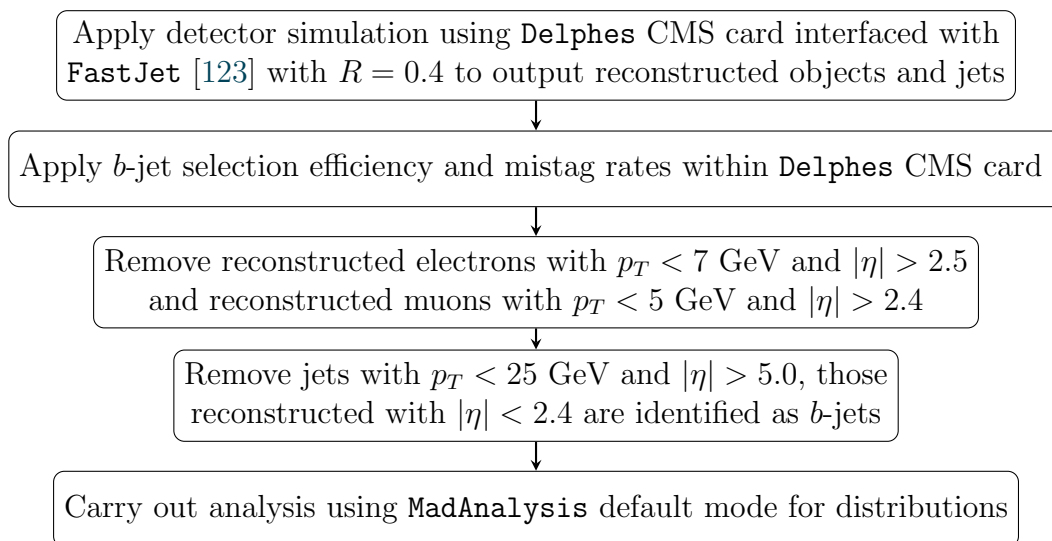 Apply detector simulation using Delphes CMS card interfaced with
FastJet [123] with R = 0.4 to output reconstructed objects and jets
Apply b-jet selection efficiency and mistag rates within Delphes CMS card
Remove reconstructed electrons with p_T < 7 GeV and |η| > 2.5
and reconstructed muons with p_T < 5 GeV and |η| > 2.4
Remove jets with p_T < 25 GeV and |η| > 5.0, those
reconstructed with |η| < 2.4 are identified as b-jets
Carry out analysis using MadAnalysis default mode for distributions